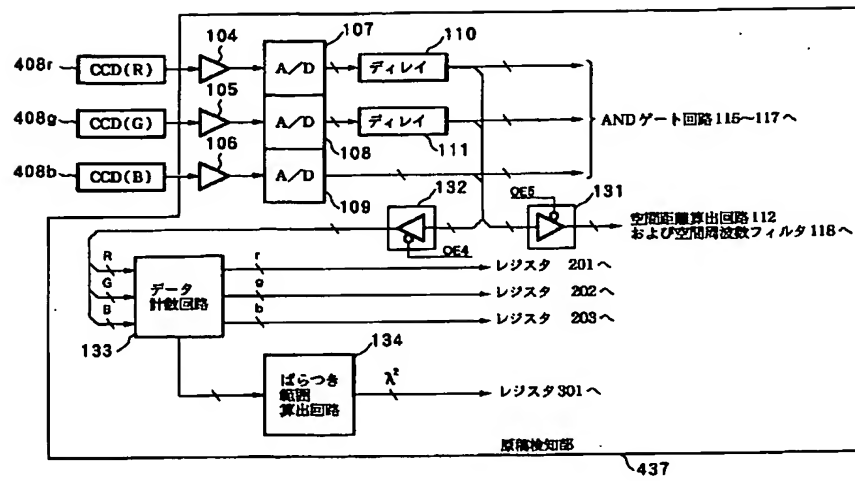 104
107
110
408r
CCD(R)
A/D
ディレイ
105
408g
CCD(G)
A/D
ディレイ
ANDゲート回路115~117へ
106
108
111
408b
CCD(B)
A/D
109
132
OE5
131
OE4
空間距離算出回路112
および空間周波数フィルタ118へ
R
G
B
データ
計数回路
133
r
g
b
レジスタ 201へ
レジスタ 202へ
レジスタ 203へ
134
ばらつき
範囲
算出回路
λ²
レジスタ301へ
原稿検知部
437